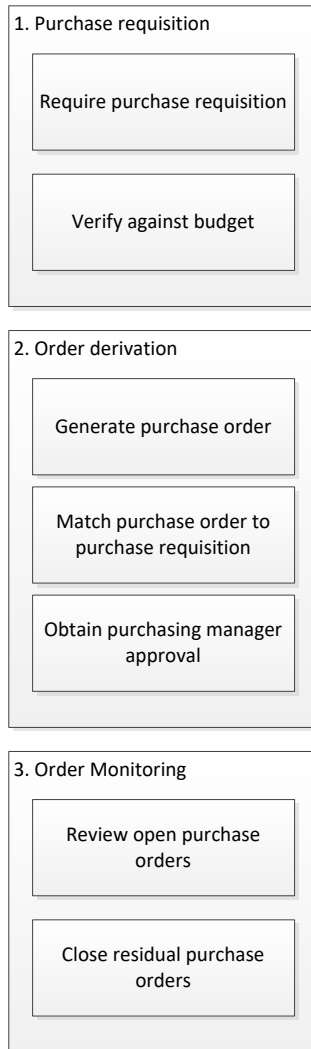 1. Purchase requisition
Require purchase requisition
Verify against budget
2. Order derivation
Generate purchase order
Match purchase order to
purchase requisition
Obtain purchasing manager
approval
3. Order Monitoring
Review open purchase
orders
Close residual purchase
orders